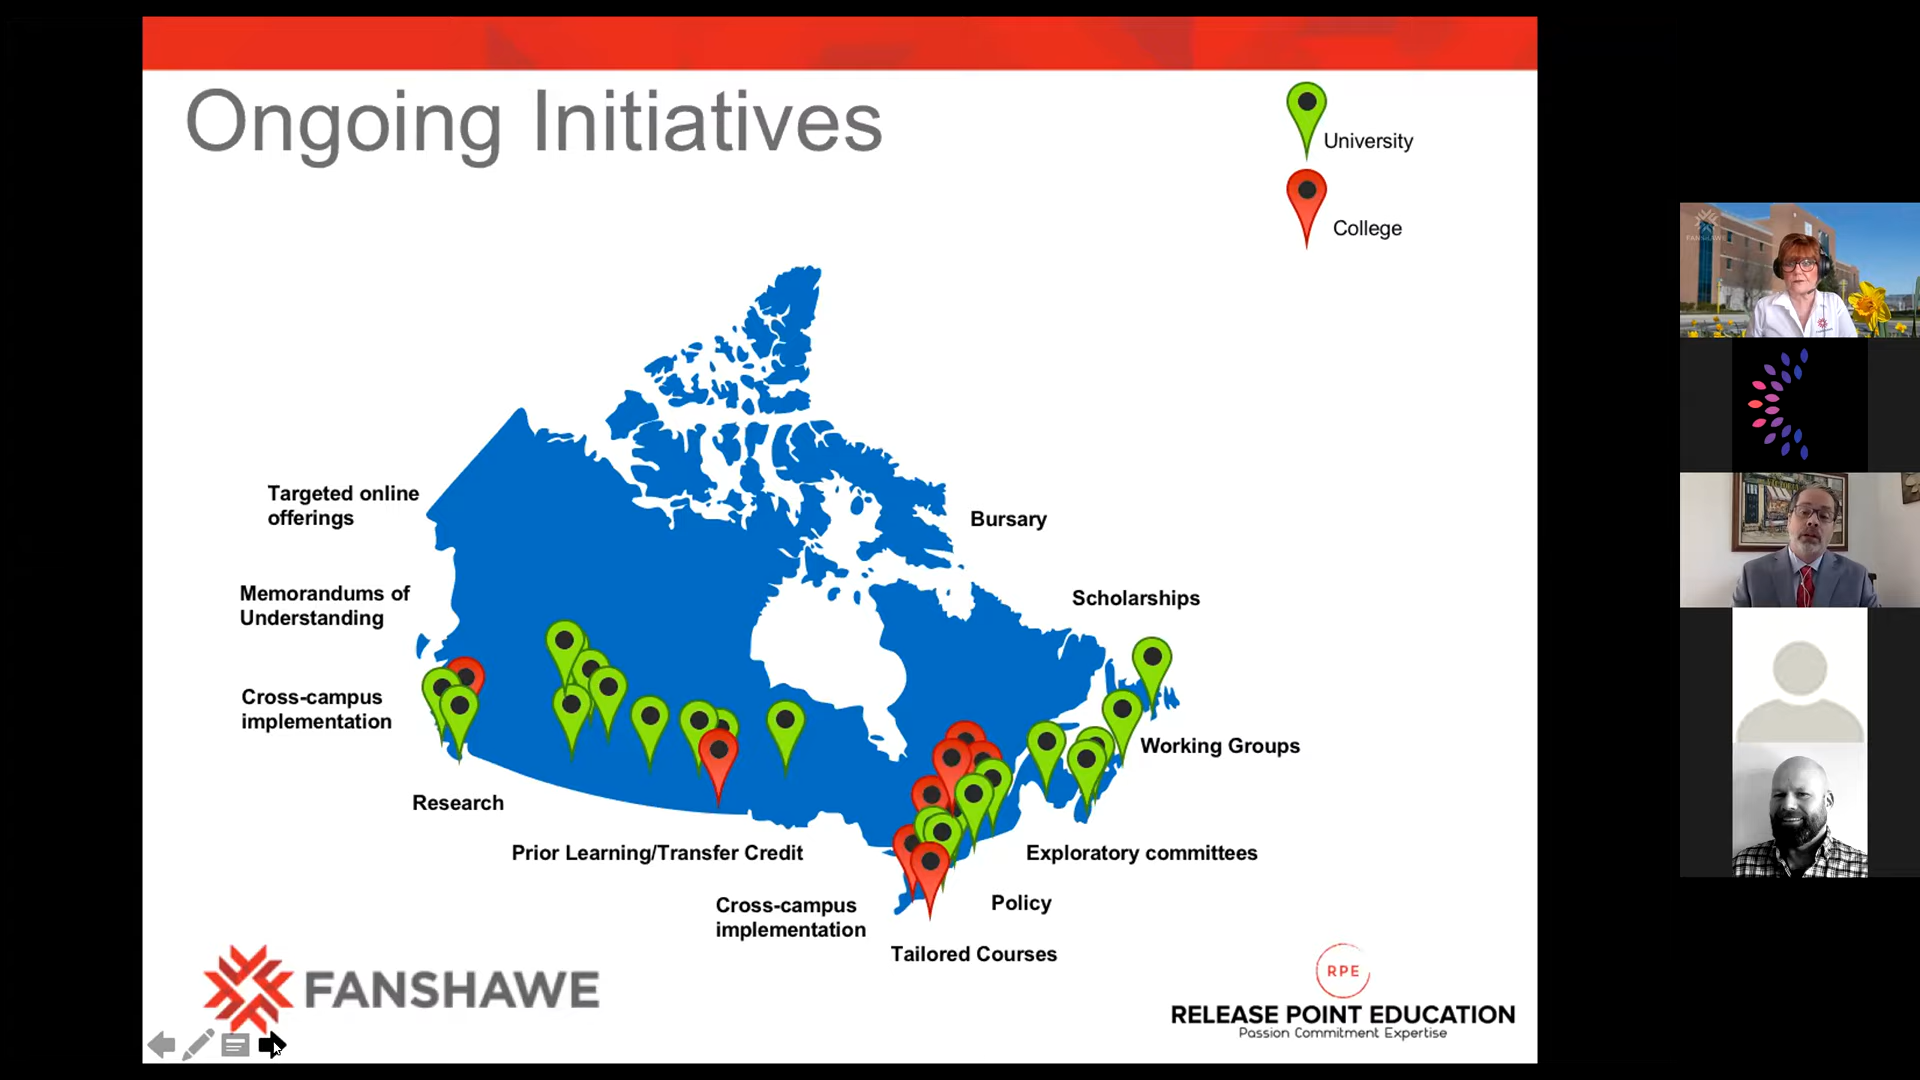 Ongoing Initiatives
University
College
Targeted online
offerings
Bursary
Memorandums of
Understanding
Scholarships
Cross-campus
implementation
Working Groups
Research
Prior Learning/Transfer Credit
Exploratory committees
Cross-campus
implementation
Policy
Tailored Courses
FANSHAWE
RPE
RELEASE POINT EDUCATION
Passion Commitment Expertise
FANSHAWE